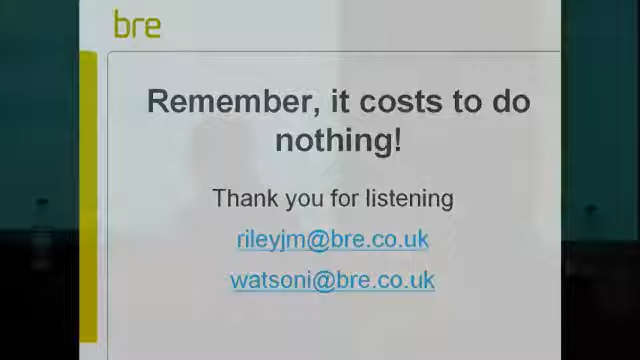 bre
Remember, it costs to do
nothing!
Thank you for listening
rileyjm@bre.co.uk
watsoni@bre.co.uk